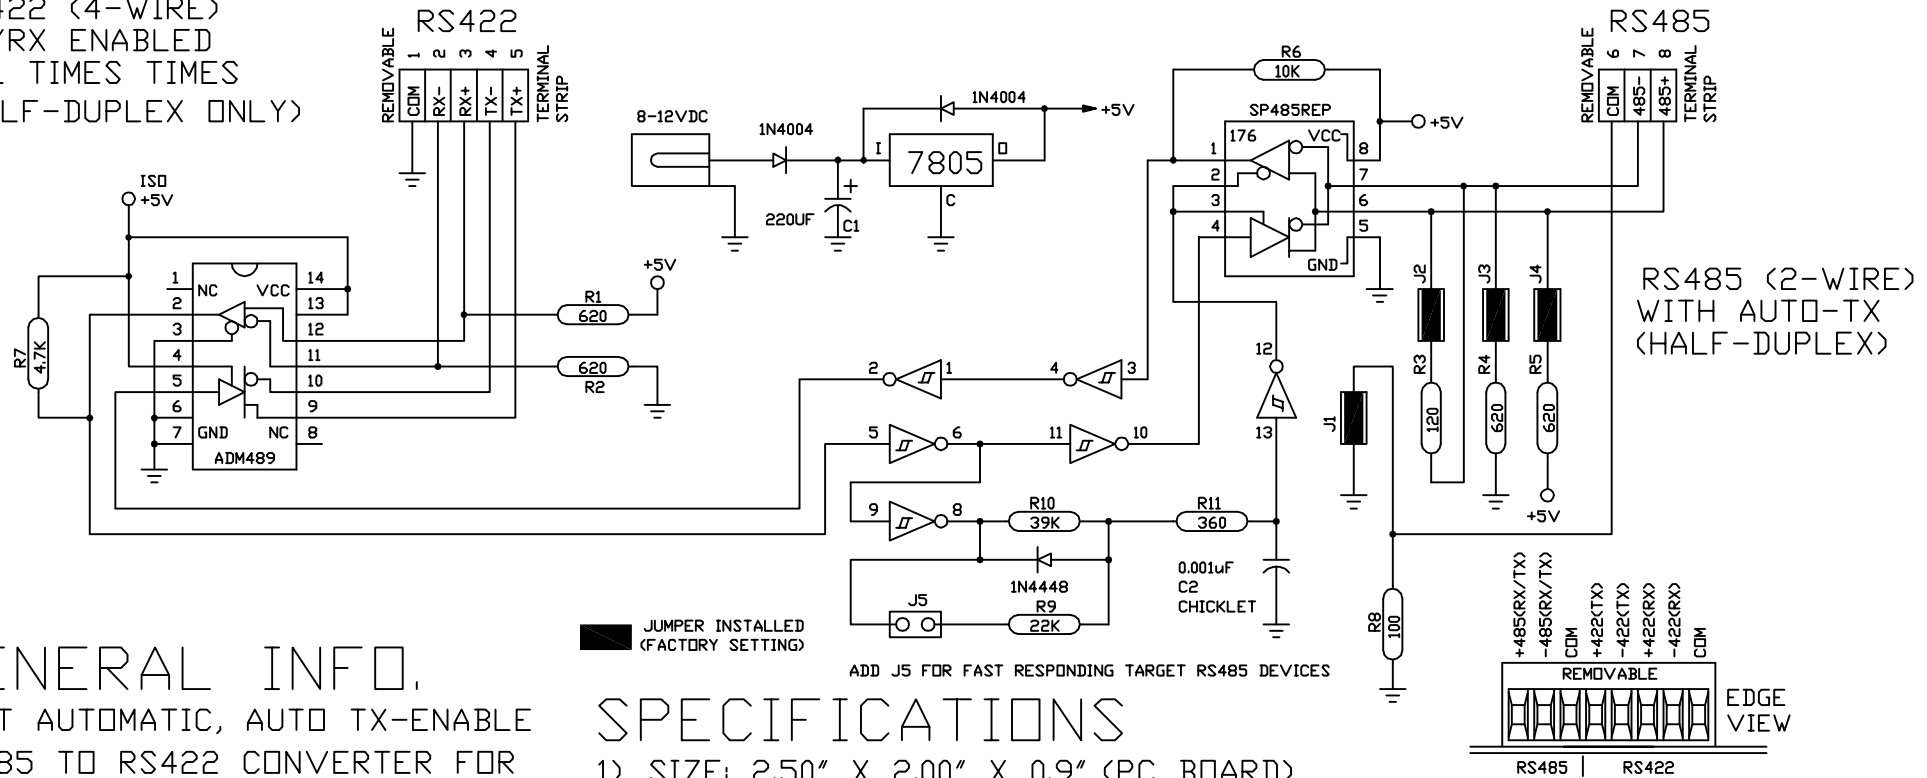 422 (4-WIRE)
/RX ENABLED
L TIMES TIMES
LF-DUPLEX ONLY)
RS422
REMOVABLE
1 2 3 4 5
COM RX- RX+ TX- TX+
TERMINAL
STRIP
8-12VDC
1N4004
220UF
+
C1
I
7805
O
C
1N4004
+5V
R6
10K
SP485REP
176
VCC
GND
1
2
3
4
8
7
6
5
+5V
RS485
REMOVABLE
6 7 8
COM 485- 485+
TERMINAL
STRIP
ISO
+5V
R7
4.7K
1
2
3
4
5
6
7
NC
VCC
GND
NC
14
13
12
11
10
9
8
ADM489
+5V
R1
620
620
R2
2
1
4
3
5
6
11
10
9
8
12
13
R10
39K
1N4448
J5
R9
22K
R11
360
0.001uF
C2
CHICKLET
J1
J2
J3
J4
R3
120
R4
620
R5
620
+5V
R8
100
RS485 (2-WIRE)
WITH AUTO-TX
(HALF-DUPLEX)
JUMPER INSTALLED
(FACTORY SETTING)
ADD J5 FOR FAST RESPONDING TARGET RS485 DEVICES
+485(RX/TX)
-485(RX/TX)
COM
+422(TX)
-422(TX)
+422(RX)
-422(RX)
COM
REMOVABLE
EDGE
VIEW
RS485 | RS422
ENERAL INFO.
T AUTOMATIC, AUTO TX-ENABLE
85 TO RS422 CONVERTER FOR
SPECIFICATIONS
1) SIZE: 2.50" X 2.00" X 0.9" (PC BOARD)